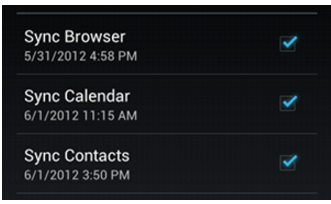 Sync Browser
5/31/2012 4:58 PM
Sync Calendar
6/1/2012 11:15 AM
Sync Contacts
6/1/2012 3:50 PM